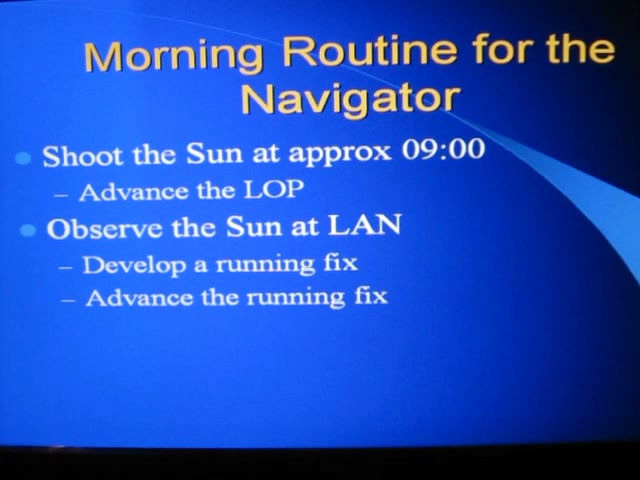 Morning Routine for the
Navigator
Shoot the Sun at approx 09:00
– Advance the LOP
Observe the Sun at LAN
– Develop a running fix
– Advance the running fix